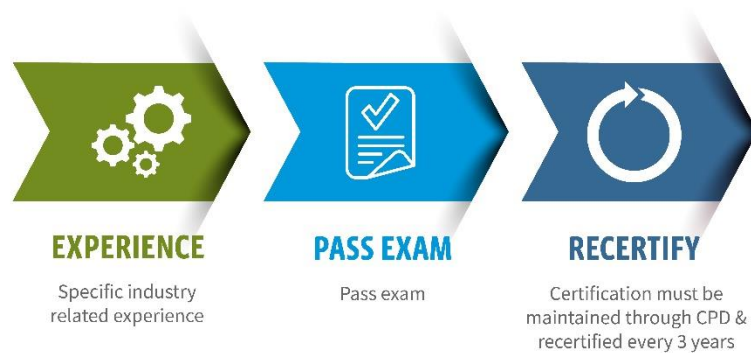 EXPERIENCE
Specific industry
related experience
PASS EXAM
Pass exam
RECERTIFY
Certification must be
maintained through CPD &
recertified every 3 years